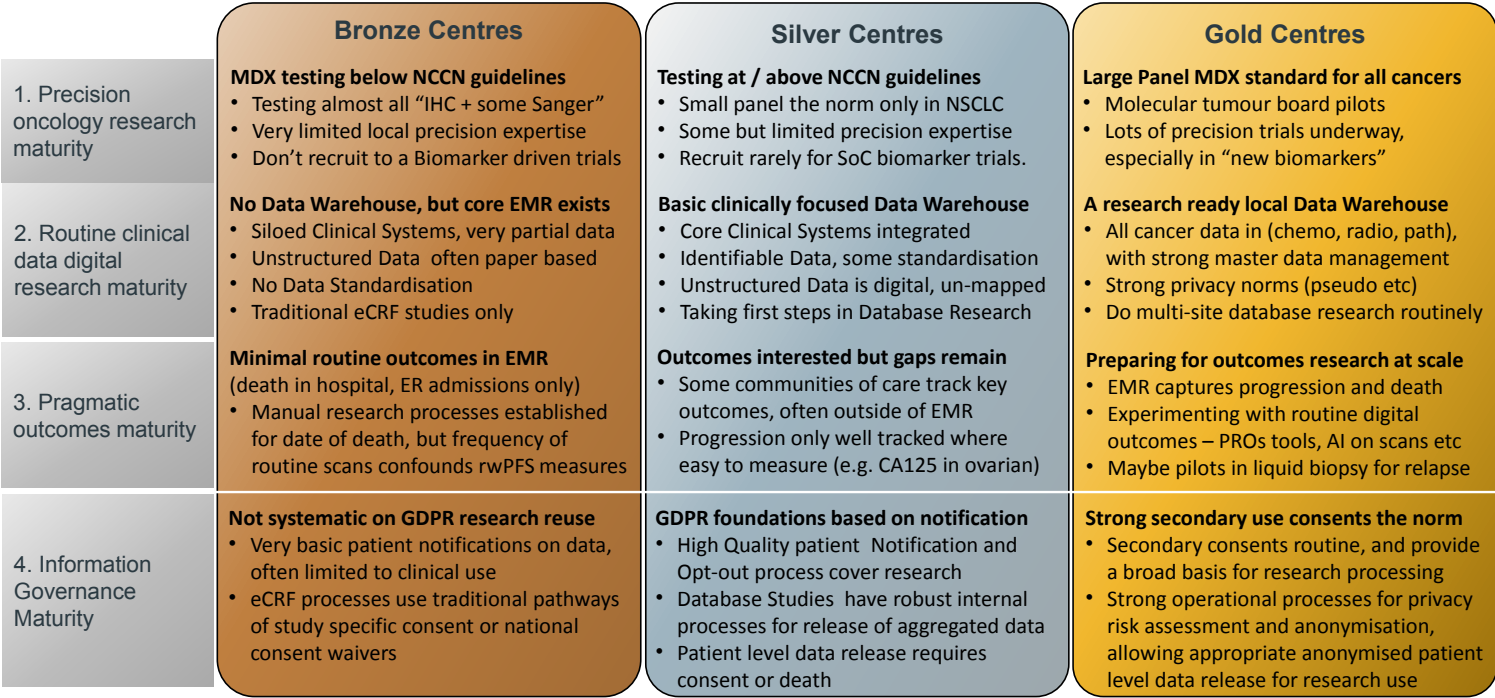 Bronze Centres
Silver Centres
Gold Centres
1. Precision
oncology research
maturity
MDX testing below NCCN guidelines
• Testing almost all “IHC + some Sanger”
• Very limited local precision expertise
• Don’t recruit to a Biomarker driven trials
Testing at / above NCCN guidelines
• Small panel the norm only in NSCLC
• Some but limited precision expertise
• Recruit rarely for SoC biomarker trials.
Large Panel MDX standard for all cancers
• Molecular tumour board pilots
• Lots of precision trials underway,
especially in “new biomarkers”
2. Routine clinical
data digital
research maturity
No Data Warehouse, but core EMR exists
• Siloed Clinical Systems, very partial data
• Unstructured Data often paper based
• No Data Standardisation
• Traditional eCRF studies only
Basic clinically focused Data Warehouse
• Core Clinical Systems integrated
• Identifiable Data, some standardisation
• Unstructured Data is digital, un-mapped
• Taking first steps in Database Research
A research ready local Data Warehouse
• All cancer data in (chemo, radio, path),
with strong master data management
• Strong privacy norms (pseudo etc)
• Do multi-site database research routinely
3. Pragmatic
outcomes maturity
Minimal routine outcomes in EMR
(death in hospital, ER admissions only)
• Manual research processes established
for date of death, but frequency of
routine scans confounds rwPFS measures
Outcomes interested but gaps remain
• Some communities of care track key
outcomes, often outside of EMR
• Progression only well tracked where
easy to measure (e.g. CA125 in ovarian)
Preparing for outcomes research at scale
• EMR captures progression and death
• Experimenting with routine digital
outcomes – PROs tools, AI on scans etc
• Maybe pilots in liquid biopsy for relapse
4. Information
Governance
Maturity
Not systematic on GDPR research reuse
• Very basic patient notifications on data,
often limited to clinical use
• eCRF processes use traditional pathways
of study specific consent or national
consent waivers
GDPR foundations based on notification
• High Quality patient Notification and
Opt-out process cover research
• Database Studies have robust internal
processes for release of aggregated data
• Patient level data release requires
consent or death
Strong secondary use consents the norm
• Secondary consents routine, and provide
a broad basis for research processing
• Strong operational processes for privacy
risk assessment and anonymisation,
allowing appropriate anonymised patient
level data release for research use